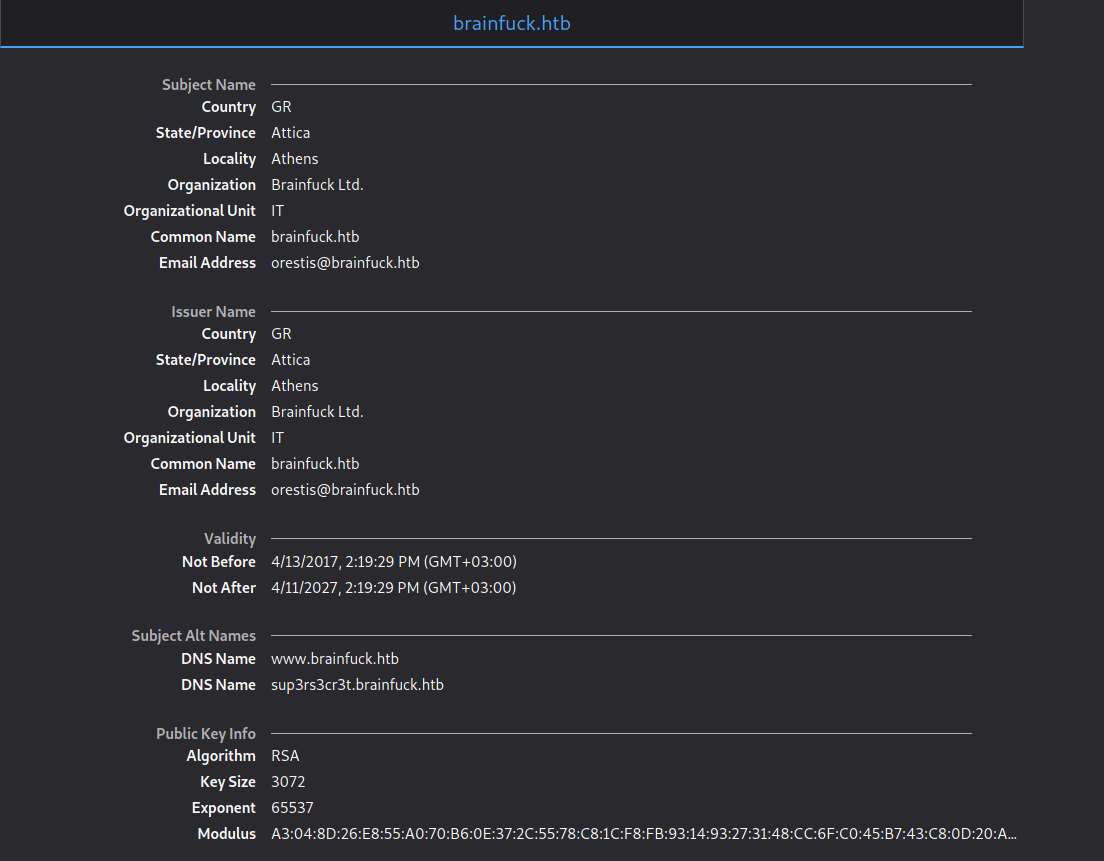 brainfuck.htb
Subject Name
Country GR
State/Province Attica
Locality Athens
Organization Brainfuck Ltd.
Organizational Unit IT
Common Name brainfuck.htb
Email Address orestis@brainfuck.htb
Issuer Name
Country GR
State/Province Attica
Locality Athens
Organization Brainfuck Ltd.
Organizational Unit IT
Common Name brainfuck.htb
Email Address orestis@brainfuck.htb
Validity
Not Before 4/13/2017, 2:19:29 PM (GMT+03:00)
Not After 4/11/2027, 2:19:29 PM (GMT+03:00)
Subject Alt Names
DNS Name www.brainfuck.htb
DNS Name sup3rs3cr3t.brainfuck.htb
Public Key Info
Algorithm RSA
Key Size 3072
Exponent 65537
Modulus A3:04:8D:26:E8:55:A0:70:B6:0E:37:2C:55:78:C8:1C:F8:FB:93:14:93:27:31:48:CC:6F:C0:45:B7:43:C8:0D:20:A...